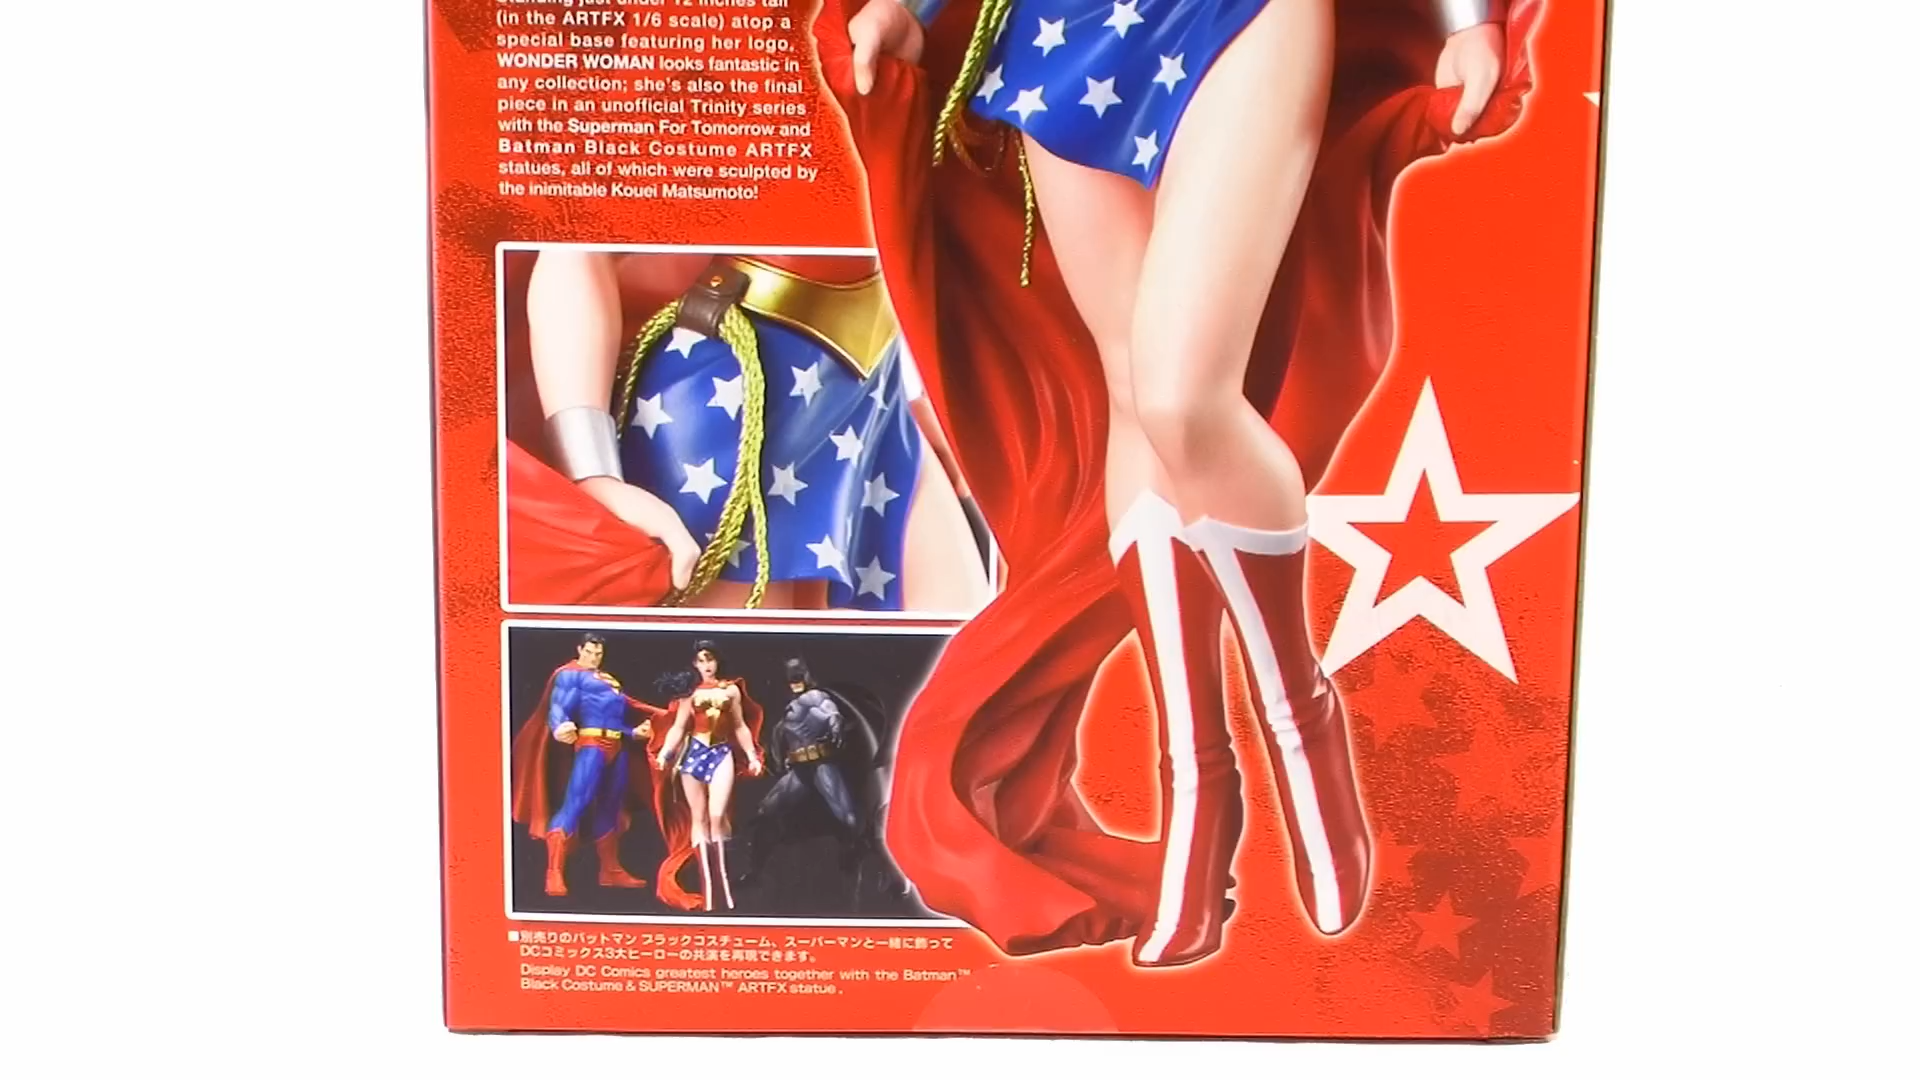 Standing just under 12 inches tall
(in the ARTFX 1/6 scale) atop a
special base featuring her logo,
WONDER WOMAN looks fantastic in
any collection; she's also the final
piece in an unofficial Trinity series
with the Superman For Tomorrow and
Batman Black Costume ARTFX
statues, all of which were sculpted by
the inimitable Kouei Matsumoto!
■別売りのバットマン ブラックコスチューム、スーパーマンと一緒に飾って
DCコミックス3大ヒーローの共演を再現できます。
Display DC Comics greatest heroes together with the Batman™
Black Costume & SUPERMAN™ ARTFX statue.